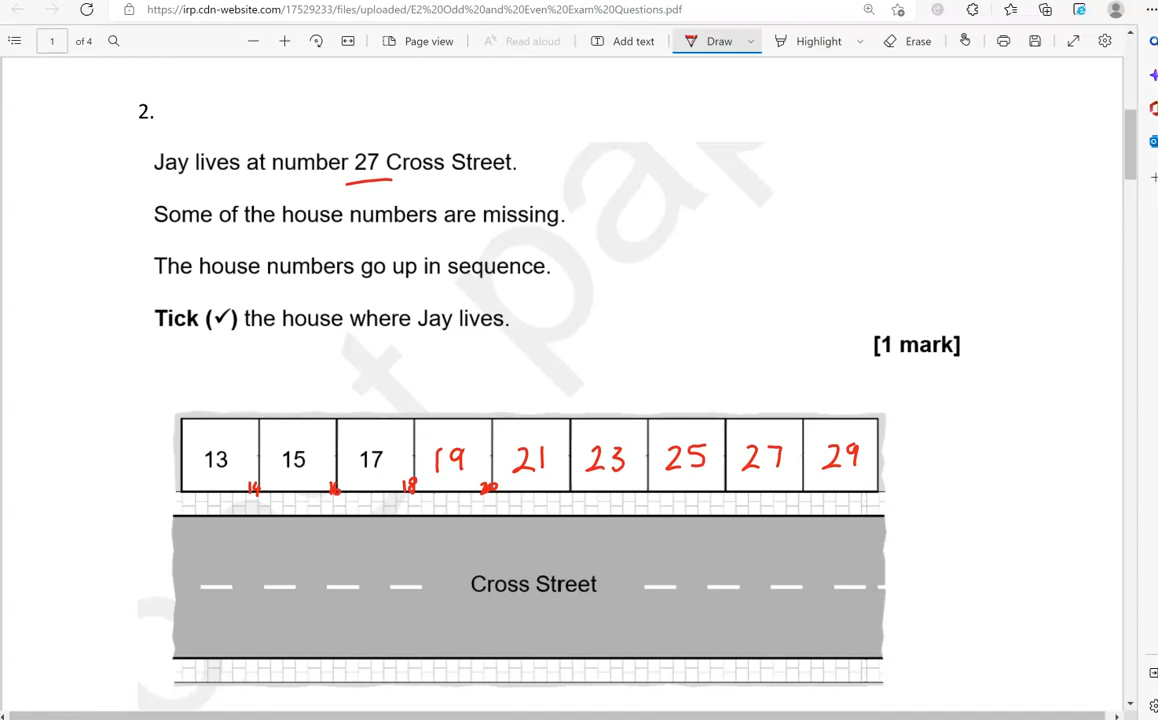 https://irp.cdn-website.com/17529233/files/uploaded/E2%20Odd%20and%20Even%20Exam%20Questions.pdf
1 of 4 Page view Read aloud Add text Draw Highlight Erase
2.
Jay lives at number 27 Cross Street.
Some of the house numbers are missing.
The house numbers go up in sequence.
Tick (✓) the house where Jay lives.
[1 mark]
13 15 17 19 21 23 25 27 29
14 16 18 20
Cross Street